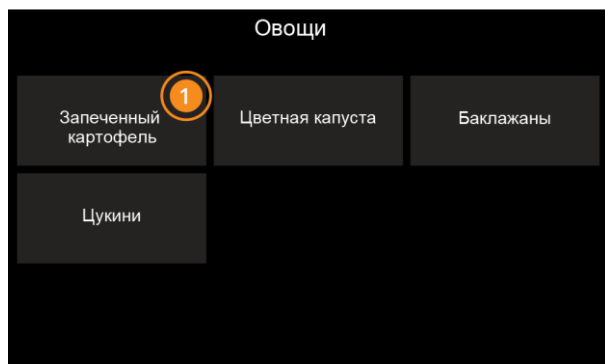 Овощи
1
Запеченный
картофель
Цветная капуста
Баклажаны
Цукини